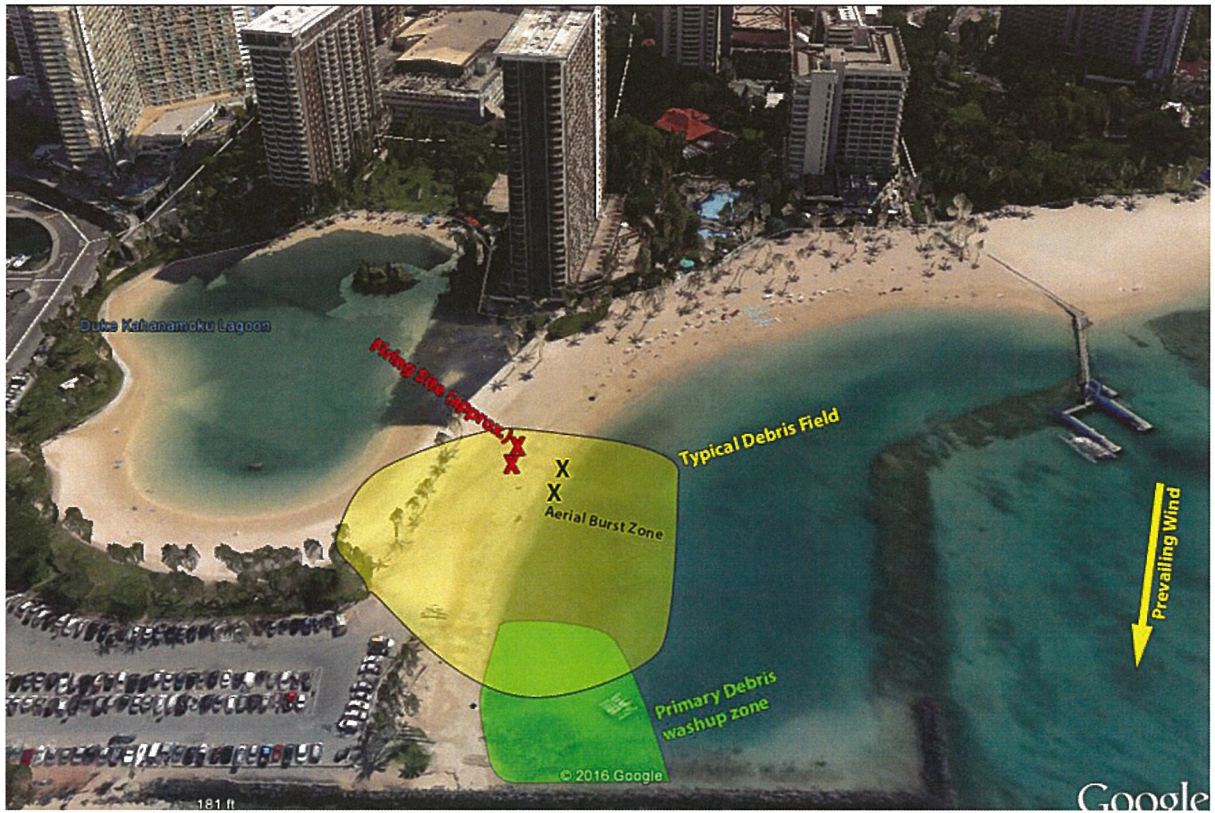 Duke Kahanamoku Lagoon
Firing Site (approx.)
X
X
X
X
Aerial Burst Zone
Typical Debris Field
Prevailing Wind
Primary Debris
washup zone
© 2016 Google
181 ft
Google